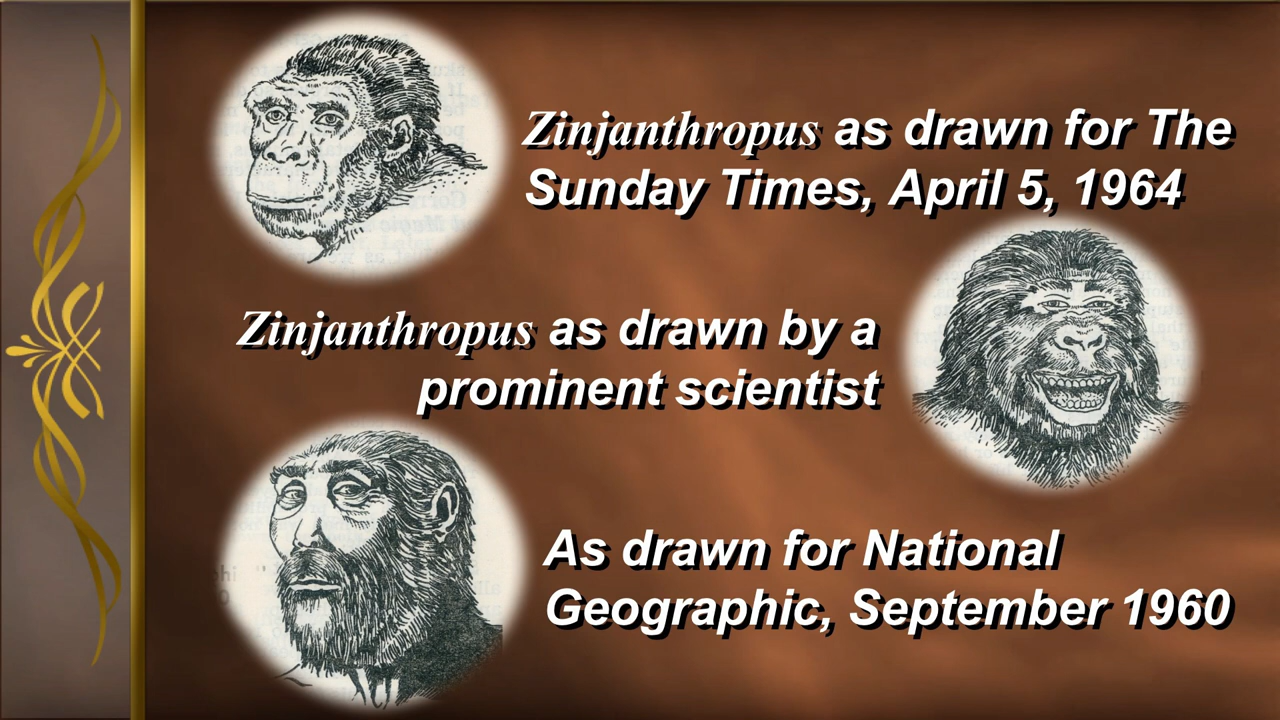 Zinjanthropus as drawn for The
Sunday Times, April 5, 1964
Zinjanthropus as drawn by a
prominent scientist
As drawn for National
Geographic, September 1960